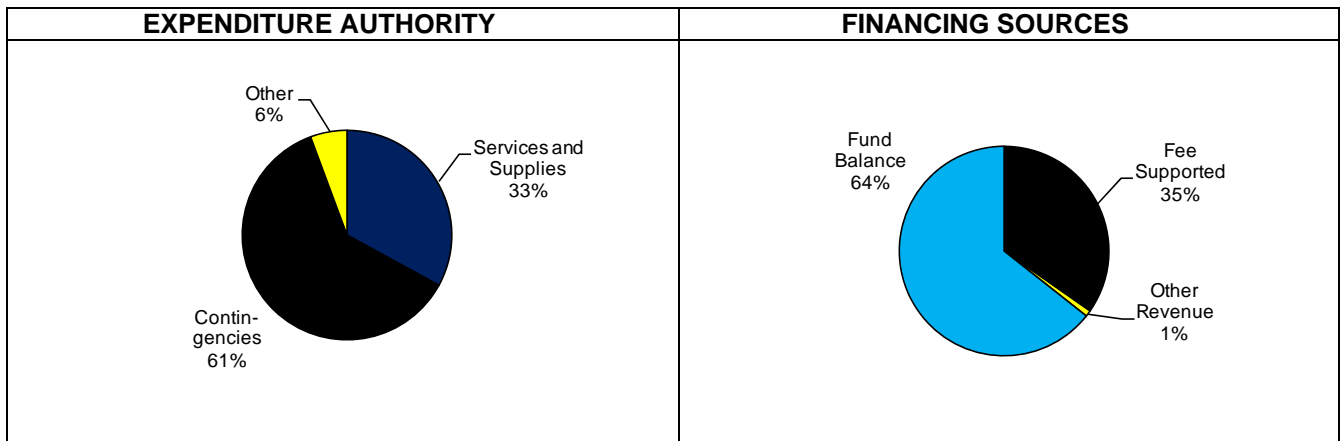 EXPENDITURE AUTHORITY
Other
6%
Services and
Supplies
33%
Contin-
gencies
61%
FINANCING SOURCES
Fund
Balance
64%
Fee
Supported
35%
Other
Revenue
1%